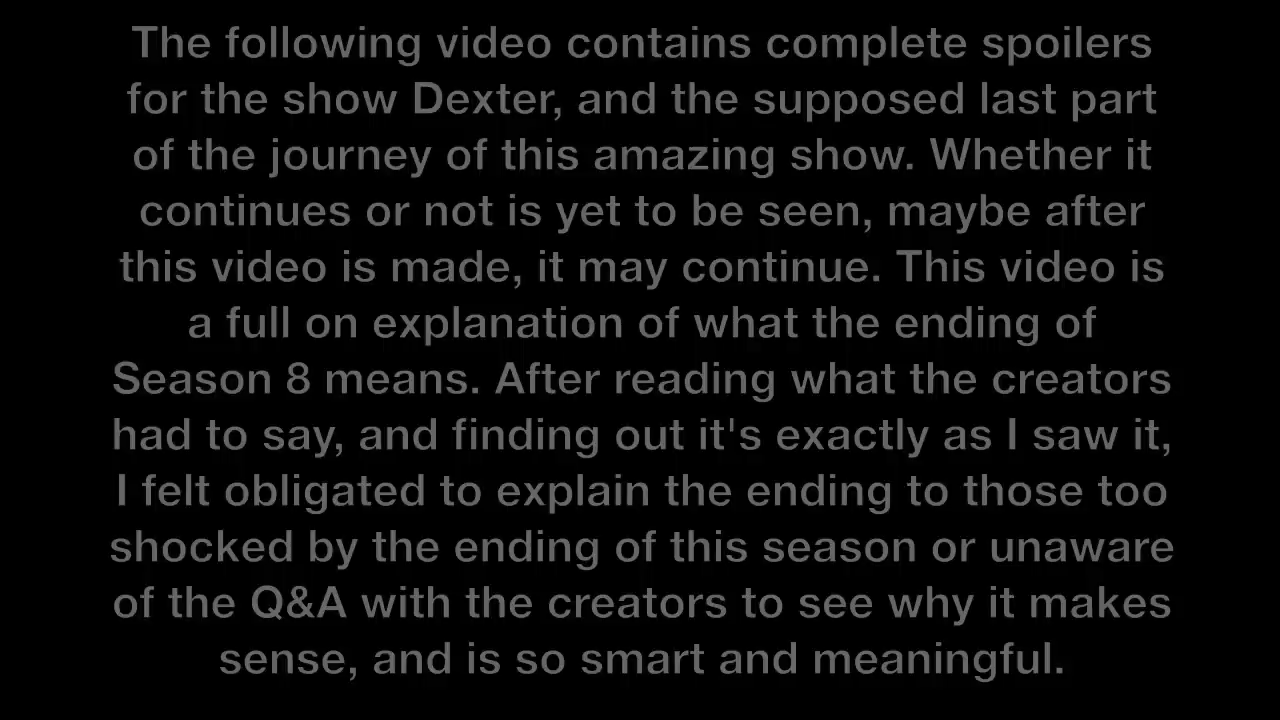 The following video contains complete spoilers
for the show Dexter, and the supposed last part
of the journey of this amazing show. Whether it
continues or not is yet to be seen, maybe after
this video is made, it may continue. This video is
a full on explanation of what the ending of
Season 8 means. After reading what the creators
had to say, and finding out it's exactly as I saw it,
I felt obligated to explain the ending to those too
shocked by the ending of this season or unaware
of the Q&A with the creators to see why it makes
sense, and is so smart and meaningful.